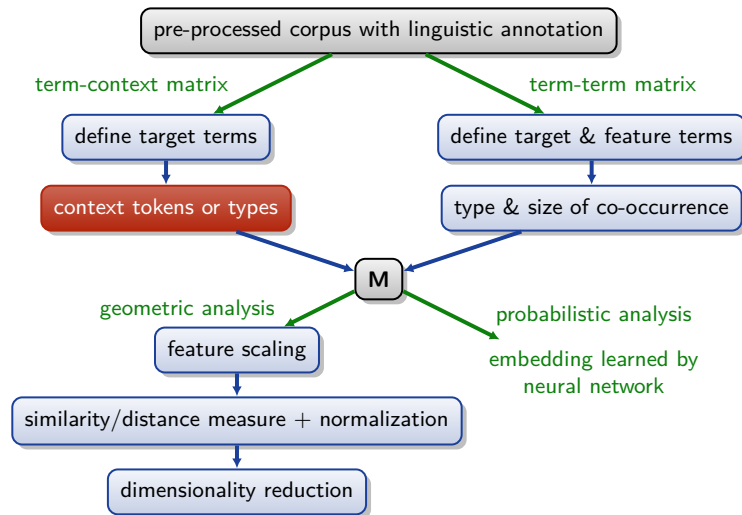 pre-processed corpus with linguistic annotation
term-context matrix
term-term matrix
define target terms
define target & feature terms
context tokens or types
type & size of co-occurrence
M
geometric analysis
probabilistic analysis
feature scaling
embedding learned by
neural network
similarity/distance measure + normalization
dimensionality reduction